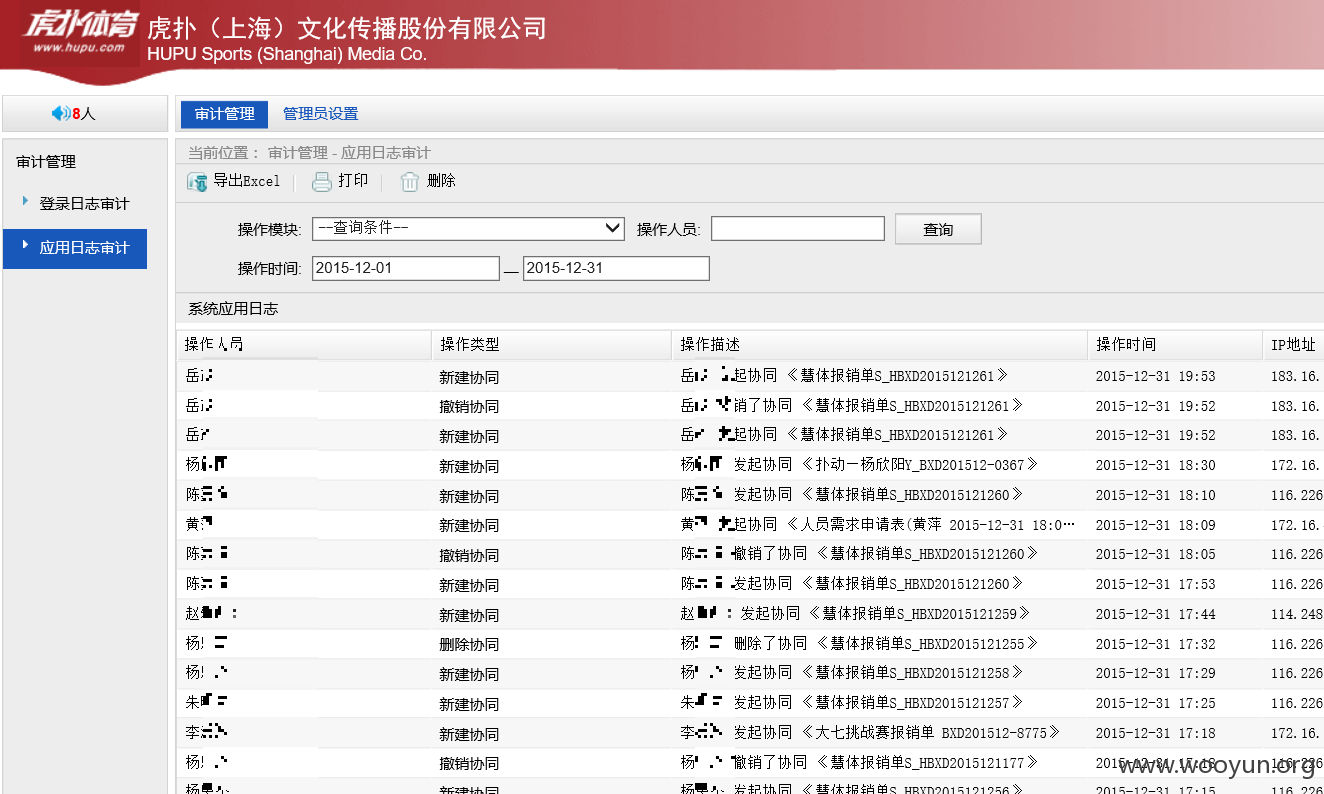 虎扑体育
www.hupu.com
虎扑（上海）文化传播股份有限公司
HUPU Sports (Shanghai) Media Co.
8人
审计管理 管理员设置
审计管理
登录日志审计
应用日志审计
当前位置： 审计管理 - 应用日志审计
导出Excel 打印 删除
操作模块: --查询条件-- 操作人员: 查询
操作时间: 2015-12-01 — 2015-12-31
系统应用日志
操作人员 操作类型 操作描述 操作时间 IP地址
岳 新建协同 岳 起协同 《慧体报销单S_HBXD2015121261》 2015-12-31 19:53 183.16.
岳 撤销协同 岳 销了协同 《慧体报销单S_HBXD2015121261》 2015-12-31 19:52 183.16.
岳 新建协同 岳 起协同 《慧体报销单S_HBXD2015121261》 2015-12-31 19:52 183.16.
杨 新建协同 杨 发起协同 《扑动一杨欣阳Y_BXD201512-0367》 2015-12-31 18:30 172.16.
陈 新建协同 陈 发起协同 《慧体报销单S_HBXD2015121260》 2015-12-31 18:10 116.226
黄 新建协同 黄 起协同 《人员需求申请表(黄萍 2015-12-31 18:0… 2015-12-31 18:09 172.16.
陈 撤销协同 陈 撤销了协同 《慧体报销单S_HBXD2015121260》 2015-12-31 18:05 116.226
陈 新建协同 陈 发起协同 《慧体报销单S_HBXD2015121260》 2015-12-31 17:53 116.226
赵 新建协同 赵 发起协同 《慧体报销单S_HBXD2015121259》 2015-12-31 17:44 114.248
杨 删除协同 杨 删除了协同 《慧体报销单S_HBXD2015121255》 2015-12-31 17:32 116.226
杨 新建协同 杨 发起协同 《慧体报销单S_HBXD2015121258》 2015-12-31 17:29 116.226
朱 新建协同 朱 发起协同 《慧体报销单S_HBXD2015121257》 2015-12-31 17:25 116.226
李 新建协同 李 发起协同 《大七挑战赛报销单 BXD201512-8775》 2015-12-31 17:18 172.16.
杨 撤销协同 杨 撤销了协同 《慧体报销单S_HBXD2015121177》 2015-12-31 17:16 116.226
杨 新建协同 杨 发起协同 《慧体报销单S_HBXD2015121256》 2015-12-31 17:15 116.226
www.wooyun.org